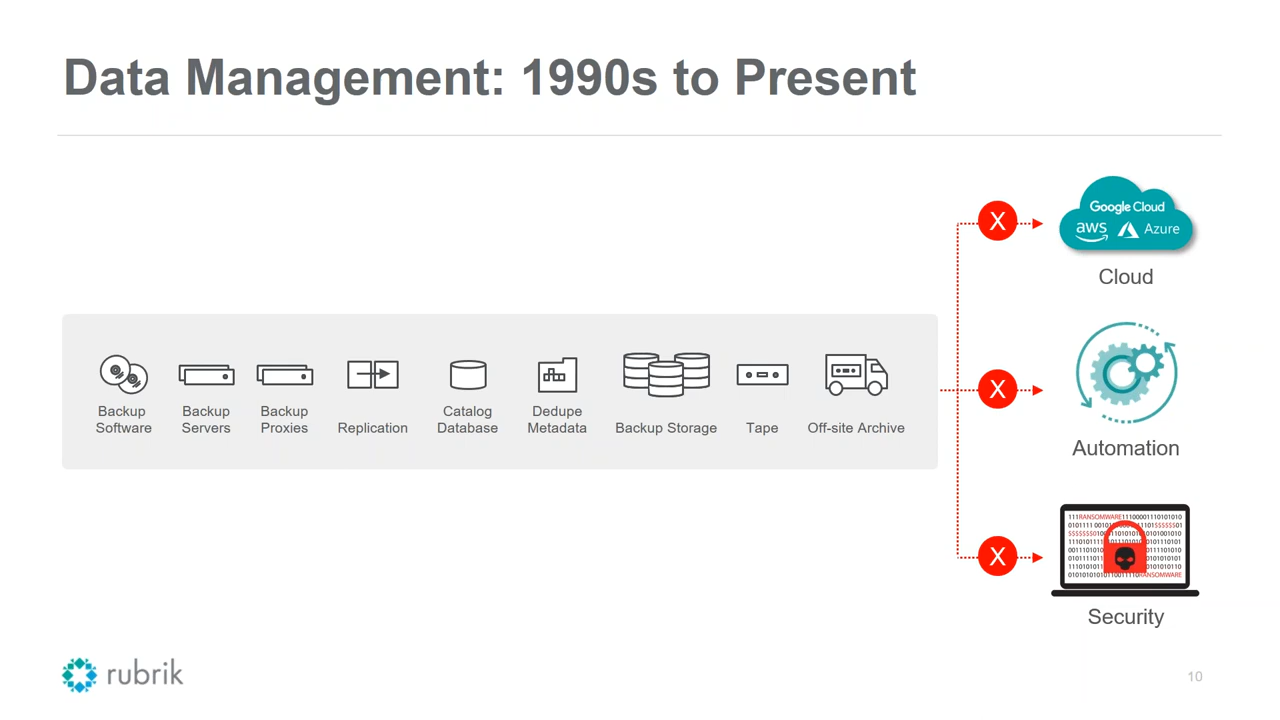 Data Management: 1990s to Present
X
Google Cloud
aws Azure
Cloud
Backup
Software
Backup
Servers
Backup
Proxies
Replication
Catalog
Database
Dedupe
Metadata
Backup Storage
Tape
Off-site Archive
X
Automation
X
RANSOMWARE
$$$$$$
$$$$$$$
RANSOMWARE
Security
rubrik
10